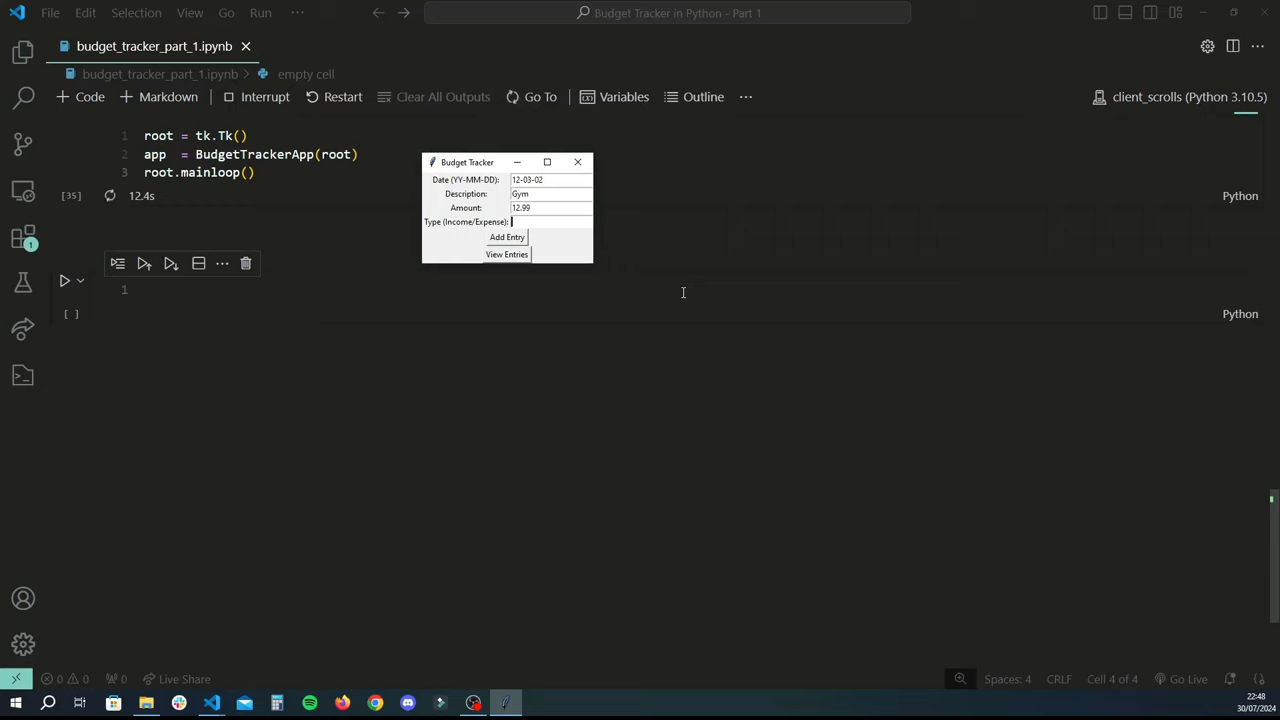 File Edit Selection View Go Run ··· Budget Tracker in Python - Part 1
budget_tracker_part_1.ipynb
budget_tracker_part_1.ipynb > empty cell
+ Code + Markdown Interrupt Restart Clear All Outputs Go To Variables Outline ··· client_scrolls (Python 3.10.5)
1 root = tk.Tk()
2 app = BudgetTrackerApp(root)
3 root.mainloop()
[35] 12.4s Python
Budget Tracker
Date (YY-MM-DD): 12-03-02
Description: Gym
Amount: 12.99
Type (Income/Expense):
Add Entry
View Entries
1
1
[ ] Python
0 0 0 Live Share Spaces: 4 CRLF Cell 4 of 4 Go Live
22:48
30/07/2024